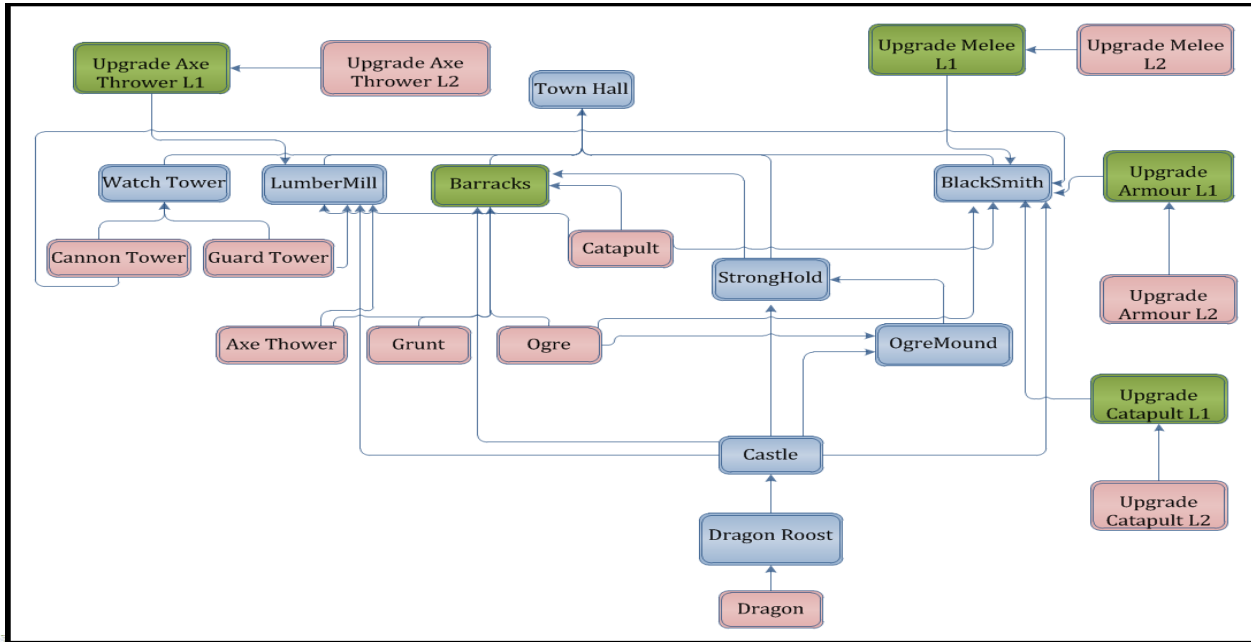 Upgrade Axe
Thrower L1
Upgrade Axe
Thrower L2
Upgrade Melee
L1
Upgrade Melee
L2
Town Hall
Watch Tower
LumberMill
Barracks
BlackSmith
Upgrade
Armour L1
Cannon Tower
Guard Tower
Catapult
StrongHold
Upgrade
Armour L2
Axe Thower
Grunt
Ogre
OgreMound
Upgrade
Catapult L1
Castle
Upgrade
Catapult L2
Dragon Roost
Dragon